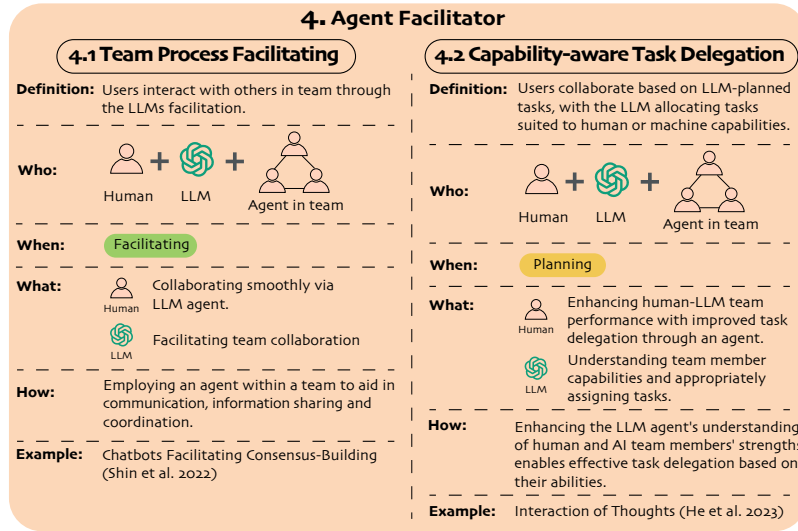 4. Agent Facilitator
4.1 Team Process Facilitating
Definition: Users interact with others in team through
the LLMs facilitation.
Who:
Human
LLM
Agent in team
When: Facilitating
What:
Human
Collaborating smoothly via
LLM agent.
LLM
Facilitating team collaboration
How: Employing an agent within a team to aid in
communication, information sharing and
coordination.
Example: Chatbots Facilitating Consensus-Building
(Shin et al. 2022)
4.2 Capability-aware Task Delegation
Definition: Users collaborate based on LLM-planned
tasks, with the LLM allocating tasks
suited to human or machine capabilities.
Who:
Human
LLM
Agent in team
When: Planning
What:
Human
Enhancing human-LLM team
performance with improved task
delegation through an agent.
LLM
Understanding team member
capabilities and appropriately
assigning tasks.
How: Enhancing the LLM agent's understanding
of human and AI team members' strengths
enables effective task delegation based on
their abilities.
Example: Interaction of Thoughts (He et al. 2023)